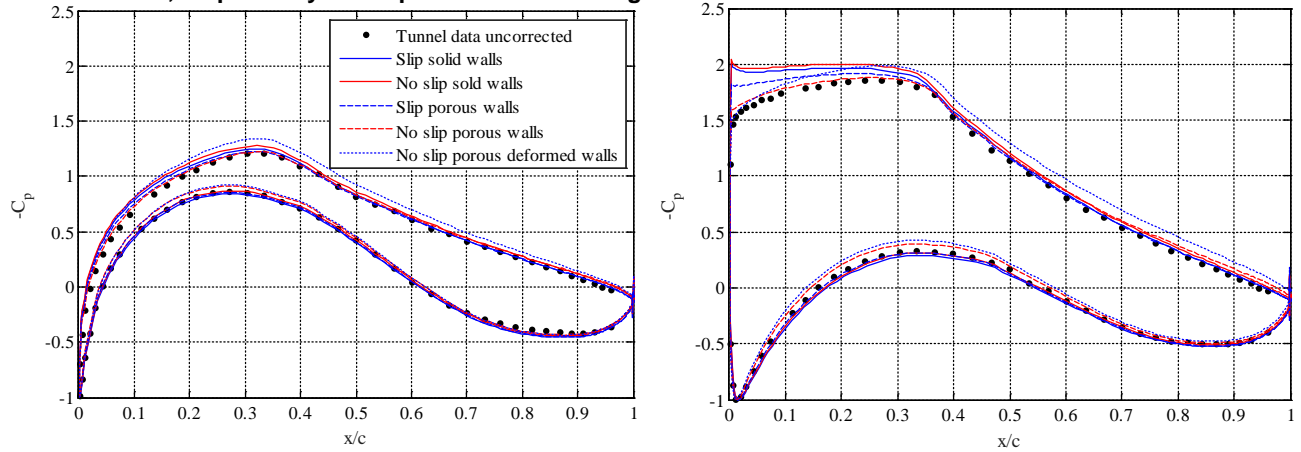 2.5
2
1.5
1
0.5
0
-0.5
-1
-C_p
0 0.1 0.2 0.3 0.4 0.5 0.6 0.7 0.8 0.9 1
x/c
Tunnel data uncorrected
Slip solid walls
No slip sold walls
Slip porous walls
No slip porous walls
No slip porous deformed walls
2.5
2
1.5
1
0.5
0
-0.5
-1
-C_p
0 0.1 0.2 0.3 0.4 0.5 0.6 0.7 0.8 0.9 1
x/c